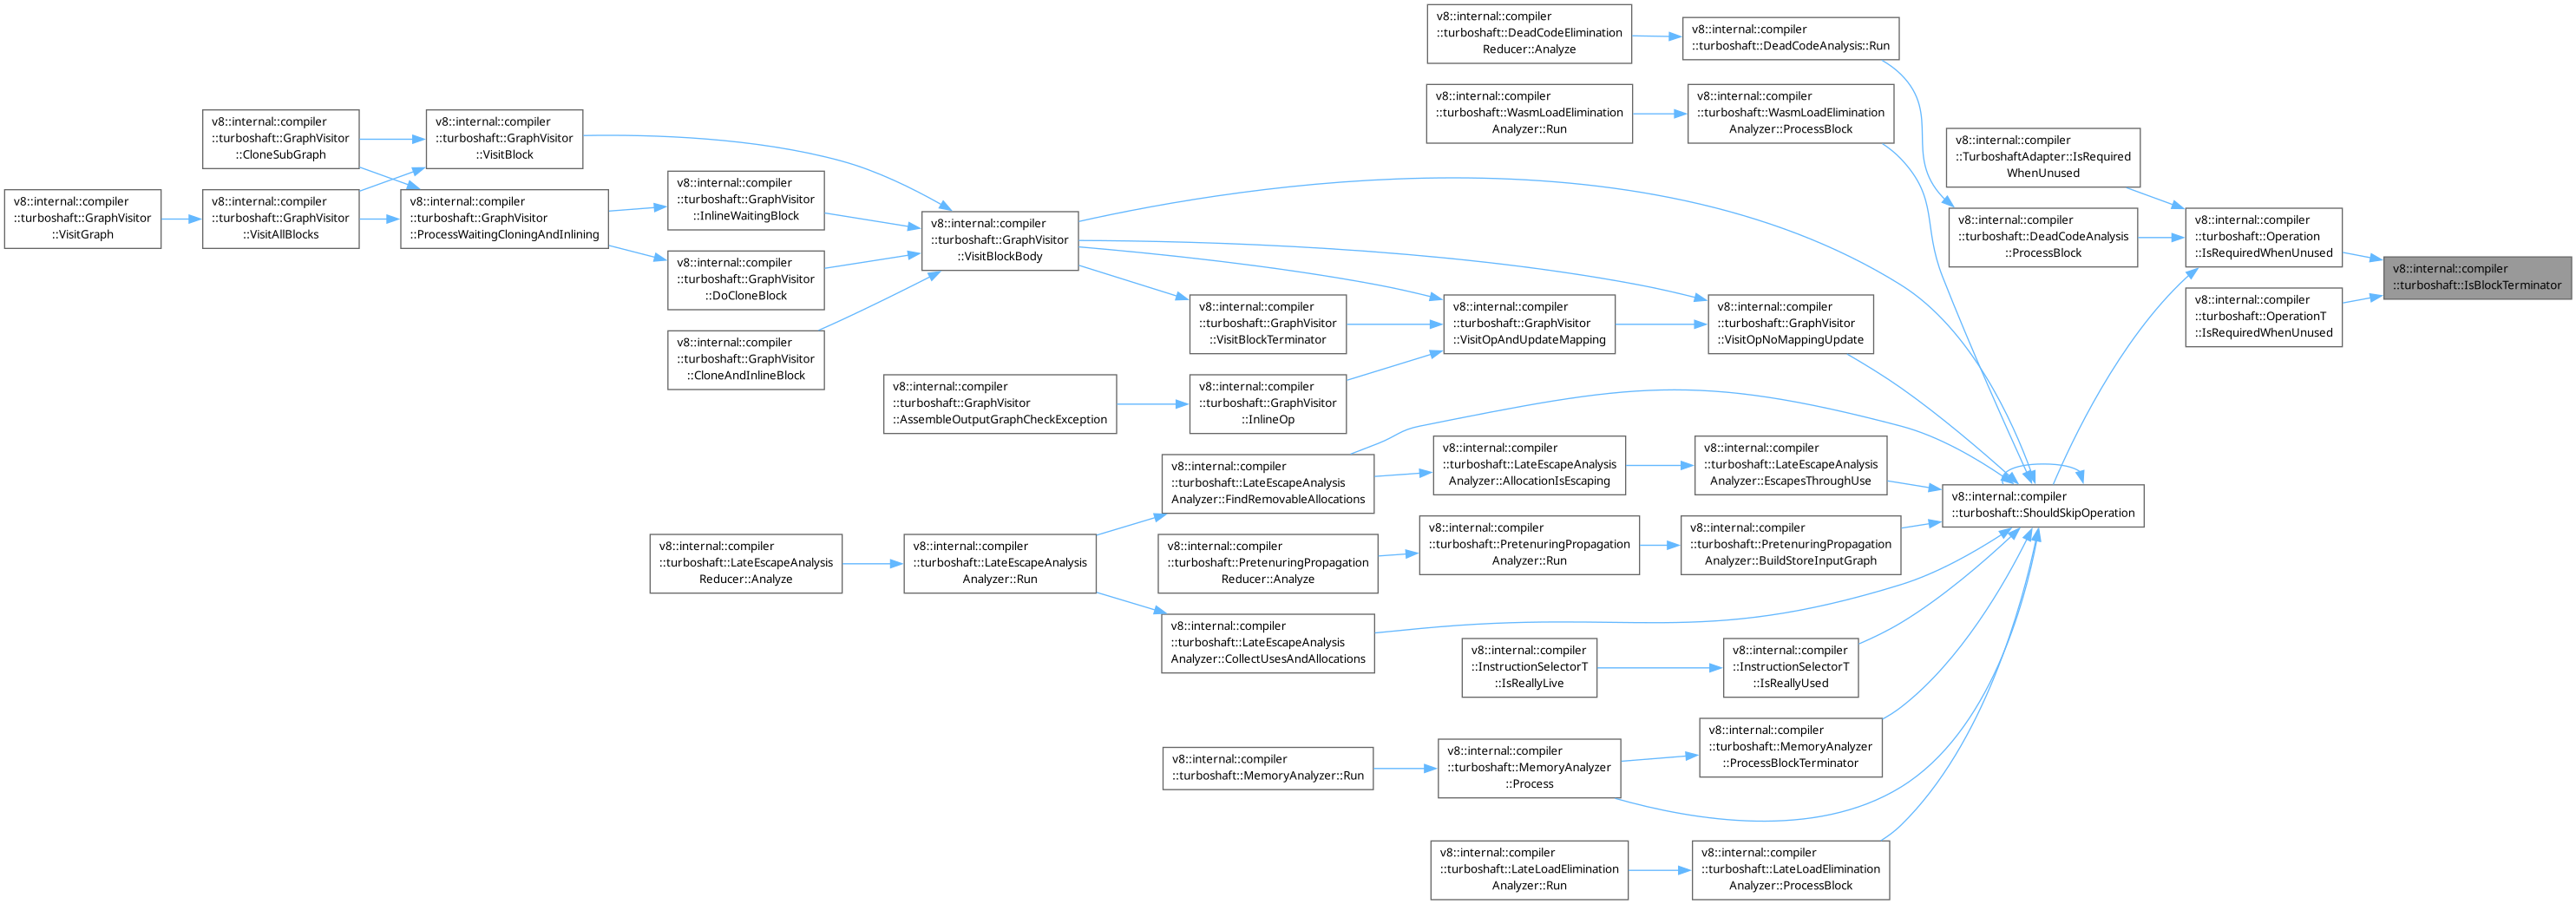 v8::internal::compiler
::turboshaft::DeadCodeElimination
Reducer::Analyze
v8::internal::compiler
::turboshaft::DeadCodeAnalysis::Run
v8::internal::compiler
::turboshaft::WasmLoadElimination
Analyzer::Run
v8::internal::compiler
::turboshaft::WasmLoadElimination
Analyzer::ProcessBlock
v8::internal::compiler
::turboshaft::GraphVisitor
::CloneSubGraph
v8::internal::compiler
::turboshaft::GraphVisitor
::VisitBlock
v8::internal::compiler
::TurboshaftAdapter::IsRequired
WhenUnused
v8::internal::compiler
::turboshaft::GraphVisitor
::InlineWaitingBlock
v8::internal::compiler
::turboshaft::GraphVisitor
::VisitGraph
v8::internal::compiler
::turboshaft::GraphVisitor
::VisitAllBlocks
v8::internal::compiler
::turboshaft::GraphVisitor
::ProcessWaitingCloningAndInlining
v8::internal::compiler
::turboshaft::GraphVisitor
::VisitBlockBody
v8::internal::compiler
::turboshaft::DeadCodeAnalysis
::ProcessBlock
v8::internal::compiler
::turboshaft::Operation
::IsRequiredWhenUnused
v8::internal::compiler
::turboshaft::GraphVisitor
::DoCloneBlock
v8::internal::compiler
::turboshaft::IsBlockTerminator
v8::internal::compiler
::turboshaft::GraphVisitor
::VisitBlockTerminator
v8::internal::compiler
::turboshaft::GraphVisitor
::VisitOpAndUpdateMapping
v8::internal::compiler
::turboshaft::GraphVisitor
::VisitOpNoMappingUpdate
v8::internal::compiler
::turboshaft::OperationT
::IsRequiredWhenUnused
v8::internal::compiler
::turboshaft::GraphVisitor
::CloneAndInlineBlock
v8::internal::compiler
::turboshaft::GraphVisitor
::AssembleOutputGraphCheckException
v8::internal::compiler
::turboshaft::GraphVisitor
::InlineOp
v8::internal::compiler
::turboshaft::LateEscapeAnalysis
Analyzer::FindRemovableAllocations
v8::internal::compiler
::turboshaft::LateEscapeAnalysis
Analyzer::AllocationIsEscaping
v8::internal::compiler
::turboshaft::LateEscapeAnalysis
Analyzer::EscapesThroughUse
v8::internal::compiler
::turboshaft::ShouldSkipOperation
v8::internal::compiler
::turboshaft::LateEscapeAnalysis
Reducer::Analyze
v8::internal::compiler
::turboshaft::LateEscapeAnalysis
Analyzer::Run
v8::internal::compiler
::turboshaft::PretenuringPropagation
Reducer::Analyze
v8::internal::compiler
::turboshaft::PretenuringPropagation
Analyzer::Run
v8::internal::compiler
::turboshaft::PretenuringPropagation
Analyzer::BuildStoreInputGraph
v8::internal::compiler
::turboshaft::LateEscapeAnalysis
Analyzer::CollectUsesAndAllocations
v8::internal::compiler
::InstructionSelectorT
::IsReallyLive
v8::internal::compiler
::InstructionSelectorT
::IsReallyUsed
v8::internal::compiler
::turboshaft::MemoryAnalyzer::Run
v8::internal::compiler
::turboshaft::MemoryAnalyzer
::Process
v8::internal::compiler
::turboshaft::MemoryAnalyzer
::ProcessBlockTerminator
v8::internal::compiler
::turboshaft::LateLoadElimination
Analyzer::Run
v8::internal::compiler
::turboshaft::LateLoadElimination
Analyzer::ProcessBlock